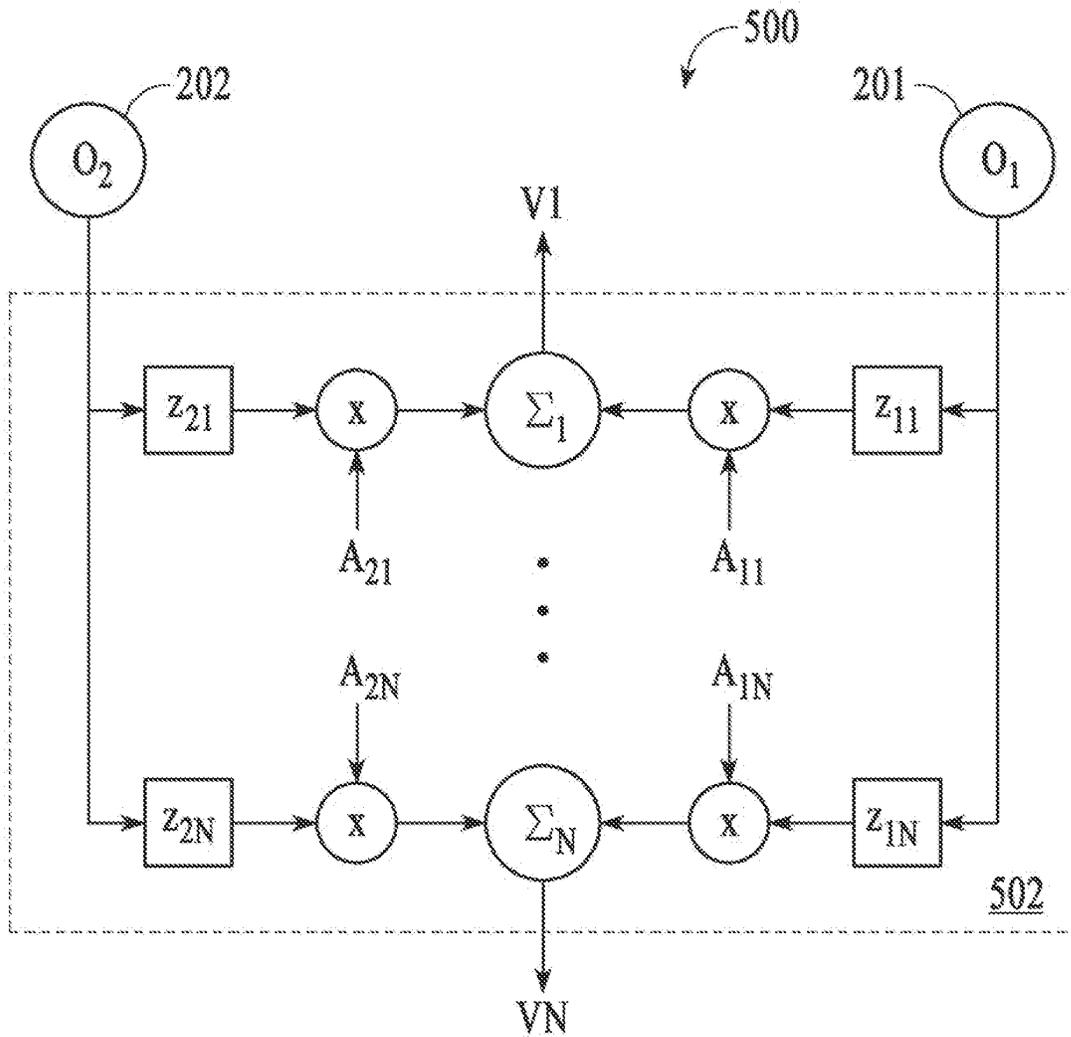 500
202
201
O₂
O₁
V1
z₂₁
x
Σ₁
x
z₁₁
A₂₁
A₁₁
A₂N
A₁N
z₂N
x
ΣN
x
z₁N
502
VN